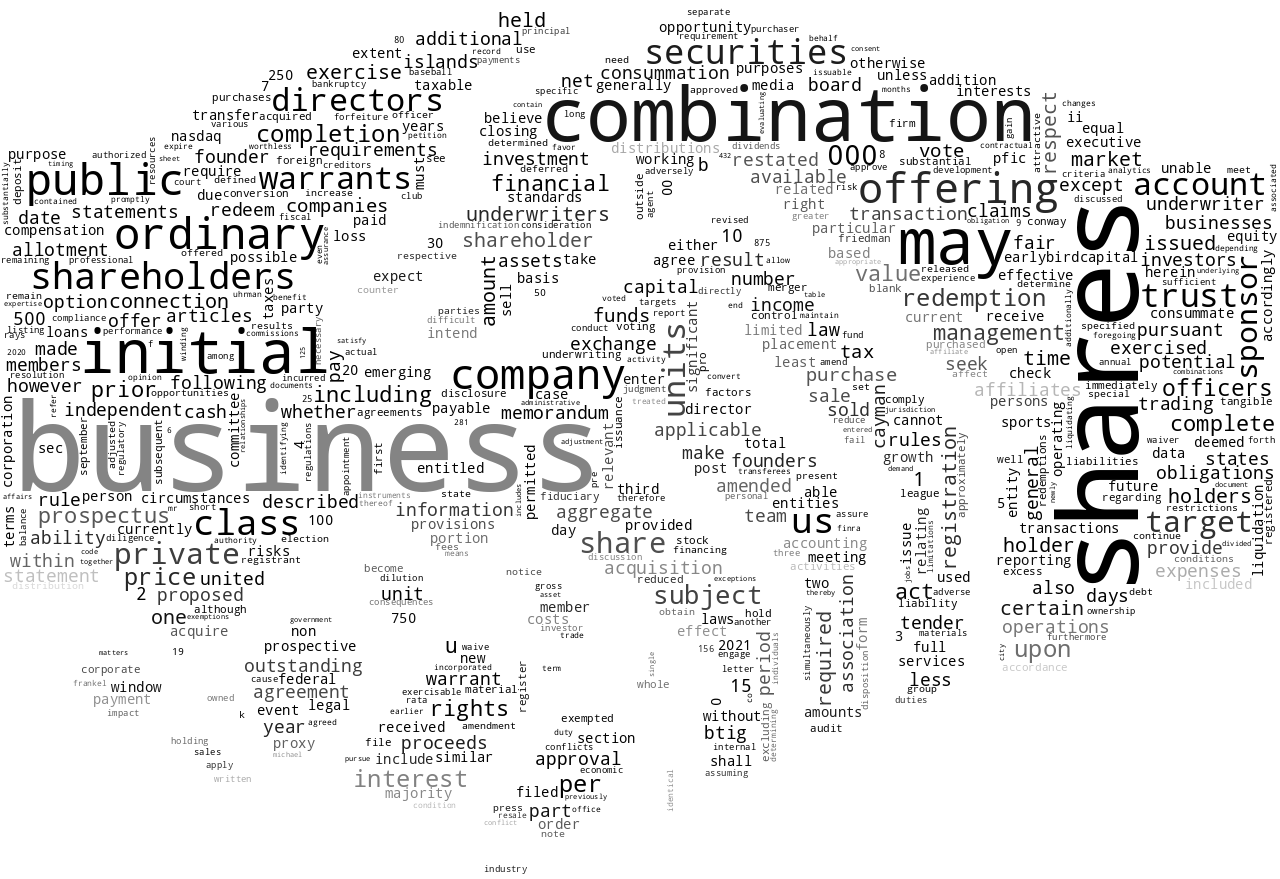 separate
held
principal
opportunity
purchaser
80
additional
requirement
behalf
extent
record
use
securities
consent
payments
islands
need
consummation
purposes
issuable
otherwise
250
exercise
baseball
net
generally
approved
media
board
unless
addition
7
bankruptcy
taxable
specific
months
interests
purchases
directors
contain
combination
evaluating
respect
changes
transfer
acquired
forfeiture
officer
believe
long
firm
gain
attractive
ii
various
nasdaq
completion
years
closing
equal
expire
worthless
petition
determined
favor
distributions
dividends
contractual
executive
purpose
authorized
resources
founder
requirements
must
see
investment
working
b
432
restated
000
8
vote
pfic
market
timing
sheet
require
foreign
creditors
deferred
adversely
available
approve
substantial
development
criteria
analytics
unable
meet
substantially
deposit
public
court
warrants
financial
outside
agent
00
related
risk
offering
except
discussed
account
associated
contained
promptly
due
conversion
increase
club
standards
right
underwriter
date
statements
redeem
defined
fiscal
companies
paid
underwriters
revised
greater
transaction
claims
obligation
9
conway
businesses
compensation
offered
even
assurance
loss
indemnification
consideration
particular
friedman
may
fair
issued
depending
equity
allotment
ordinary
30
respective
shareholder
either
10
875
based
earlybirdcapital
investors
remaining
professional
possible
assets
take
agree
result
allow
appropriate
released
experience
effective
herein
underlying
accordingly
shareholders
uhrman
benefit
expect
counter
amount
basis
capital
provision
directly
merger
number
value
blank
determine
sufficient
remain
expertise
option
connection
taxes
party
sell
50
table
redemption
additionally
trust
sponsor
500
listing
compliance
offer
performance
articles
results
commission
parties
difficult
intend
funds
voted
targets
report
end
income
control
maintain
current
receive
specified
foregoing
consummate
rays
loans
f
winding
among
125
necessary
satisfy
conduct
exchange
voting
units
significant
limited
law
fund
management
exercised
pursuant
made
2020
opinion
initial
pay
actual
underwriting
activity
placement
purchased
affiliate
open
time
annual
potential
combinations
members
resolution
prior
opportunities
following
incurred
documents
20
emerging
company
disclosure
case
enter
judgment
pro
convert
least
amend
tax
seek
affect
check
immediately
special
officers
however
including
administrative
treated
purchase
set
affiliates
corporation
refer
independent
cash
committee
relationships
whether
25
agreements
payable
memorandum
issuance
director
factors
sale
sold
reduce
comply
jurisdiction
persons
trading
tangible
business
281
applicable
entered
cannot
sports
operating
liquidating
shares
complete
sec
september
adjusted
regulatory
subsequent
6
identifying
4
regulations
appointment
first
entitled
adjustment
pre
relevant
make
total
founders
fail
cayman
rules
well
waiver
deemed
forth
permitted
post
transferees
present
growth
demand
entity
redemptions
newly
general
liabilities
data
states
affairs
rule
person
circumstances
described
instruments
thereof
state
includes
fiduciary
third
therefore
amended
personal
able
1
league
approximately
future
regarding
obligations
document
terms
balance
prospectus
mr
short
class
100
information
aggregate
entities
registration
5
holders
restrictions
liquidation
registered
ability
currently
diligence
authority
election
provisions
portion
day
provided
stock
financing
team
us
assure
finra
issue
relating
limitations
transactions
continue
target
within
code
together
private
registrant
risks
fees
means
share
discussion
accounting
three
meeting
jobs
holder
reporting
provide
divided
conditions
statement
distribution
price
united
become
notice
acquisition
activities
excess
expenses
included
2
proposed
dilution
consequences
unit
gross
asset
reduced
exceptions
two
thereby
used
act
adverse
also
days
debt
one
although
exemptions
member
investor
costs
subject
simultaneously
required
association
liability
certain
ownership
acquire
government
non
750
trade
obtain
laws
hold
another
effect
form
disposition
tender
3
materials
operations
furthermore
matters
19
prospective
u
waive
new
156
2021
engage
period
individuals
full
services
city
upon
accordance
corporate
outstanding
incorporated
warrant
material
term
single
letter
frankel
window
cause
federal
agreement
exercisable
register
whole
15
co
less
group
payment
owned
event
legal
earlier
rata
rights
0
duties
impact
k
year
agreed
received
amendment
exempted
without
amounts
excluding
determining
holding
proxy
file
proceeds
duty
section
btig
audit
sales
michael
pursue
include
similar
conflicts
approval
internal
shall
apply
written
interest
economic
assuming
majority
filed
per
previously
identical
condition
press
resale
part
office
conflict
order
note
industry